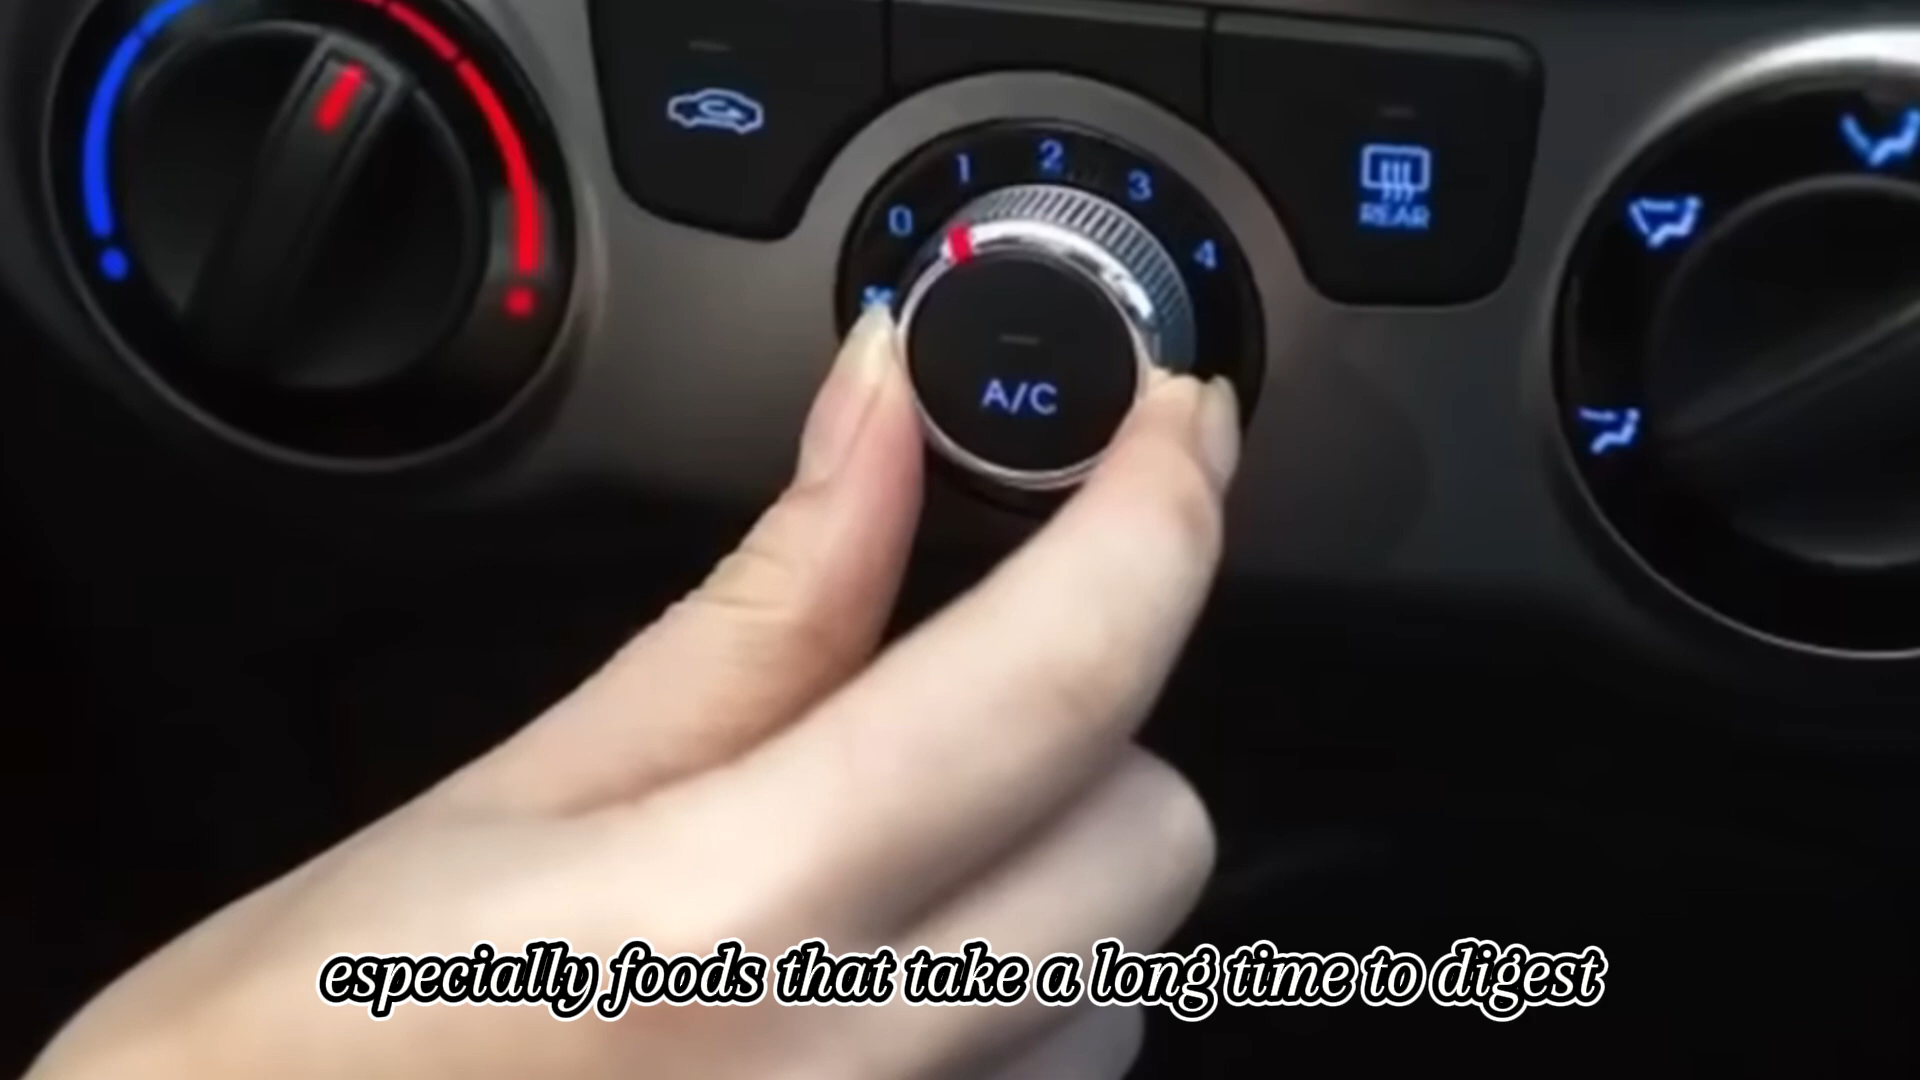 1 2 3
0 4
REAR
A/C
especially foods that take a long time to digest